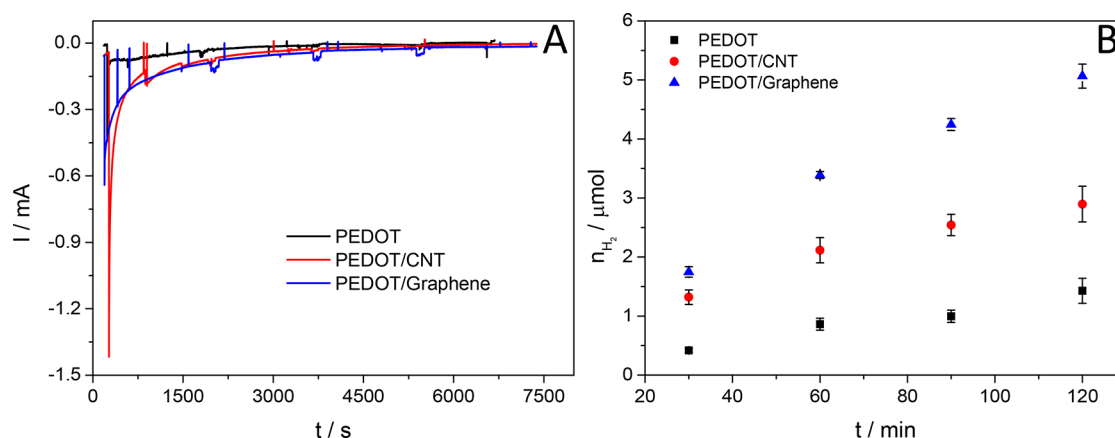 A
0.0
-0.3
-0.6
-0.9
-1.2
-1.5
I / mA
PEDOT
PEDOT/CNT
PEDOT/Graphene
0 1500 3000 4500 6000 7500
t / s
B
6
5
4
3
2
1
0
n_H₂ / μmol
PEDOT
PEDOT/CNT
PEDOT/Graphene
20 40 60 80 100 120
t / min